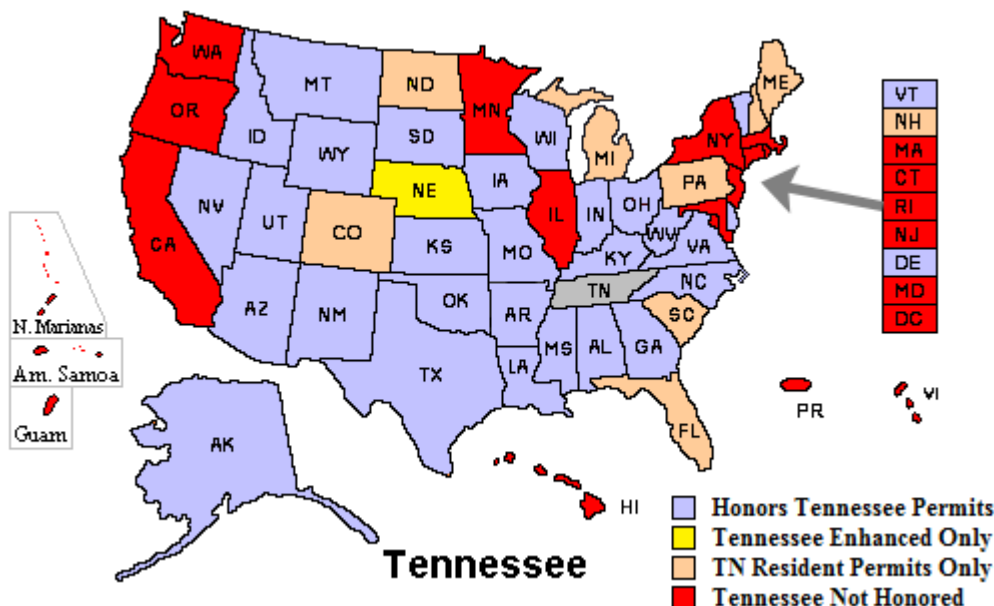 WA
MT
ND
MN
ME
OR
ID
SD
WI
NY
VT
NH
MA
CT
RI
NJ
DE
MD
DC
WY
MI
NE
IA
PA
NV
UT
CO
IL
IN
OH
WV
VA
CA
KS
MO
KY
TN
NC
AZ
NM
OK
AR
SC
MS
AL
GA
TX
LA
FL
N. Marianas
Am. Samoa
Guam
AK
HI
PR
VI
Tennessee
Honors Tennessee Permits
Tennessee Enhanced Only
TN Resident Permits Only
Tennessee Not Honored